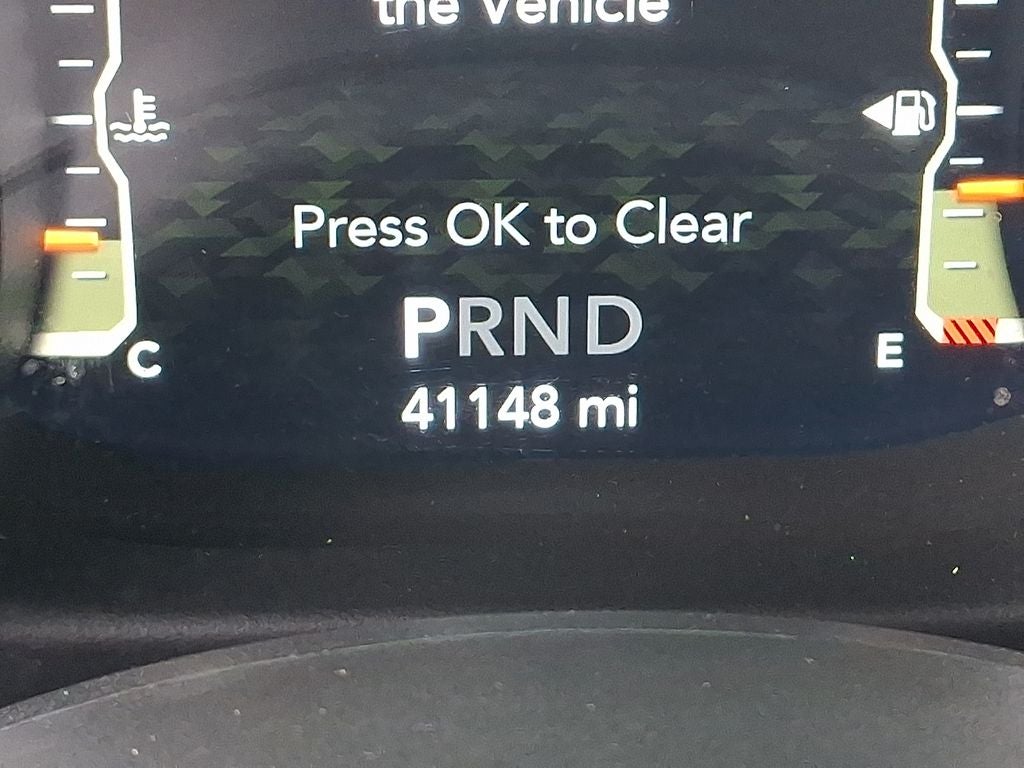 the Vehicle
Press OK to Clear
PRND
C
E
41148 mi